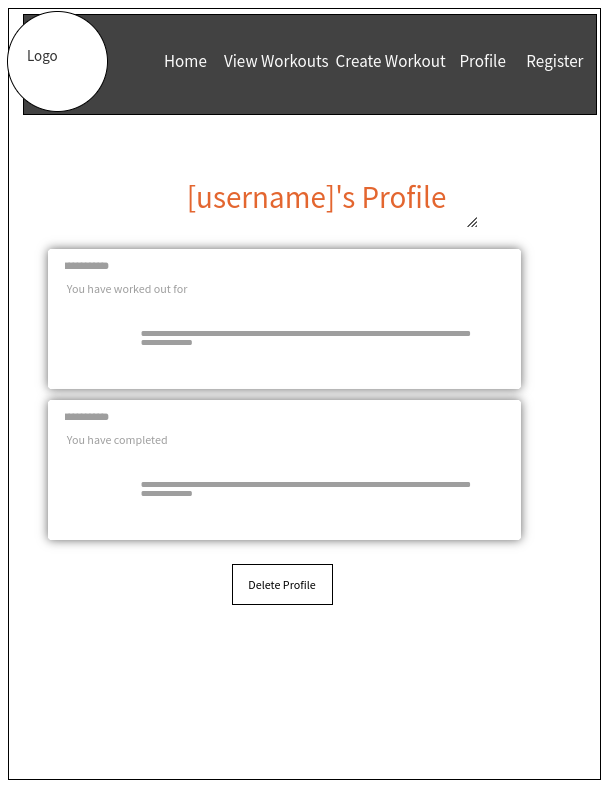 Logo
Home View Workouts Create Workout Profile Register
[username]'s Profile
You have worked out for
You have completed
Delete Profile